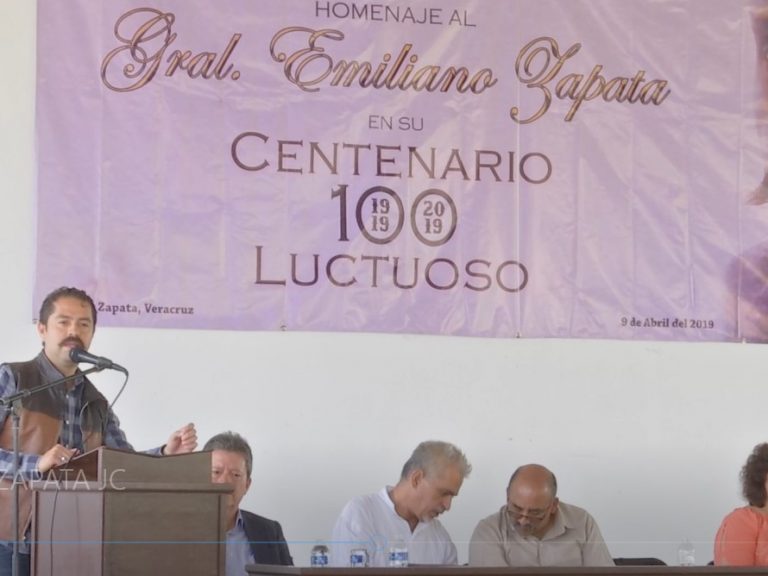 HOMENAJE AL
Gral. Emiliano Zapata
EN SU
CENTENARIO
100
19 19 20 19
LUCTUOSO
Zapata, Veracruz
9 de Abril del 2019
ZAPATA JC